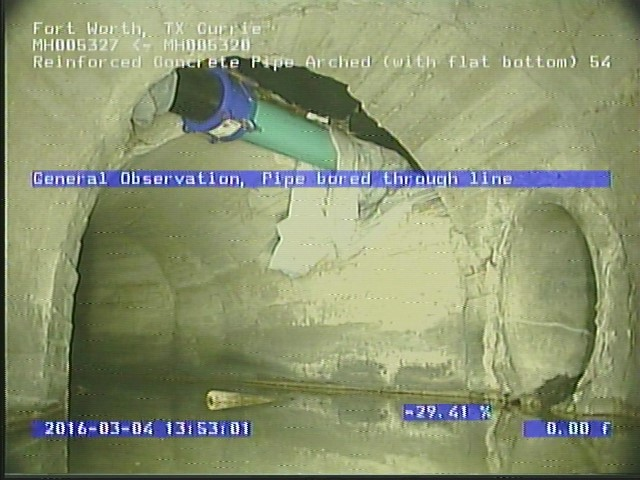 Fort Worth, TX Currie
MH005327 <- MH005320
Reinforced Concrete Pipe Arched (with flat bottom) 54
General Observation, Pipe bored through line
-29.41 %
2016-03-04 13:53:01
0.00 f